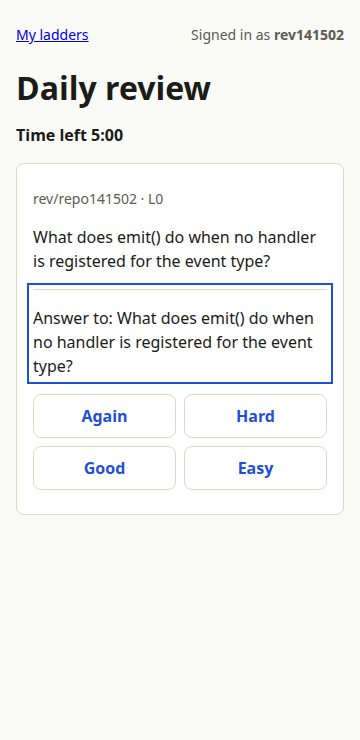 My ladders
Signed in as rev141502
Daily review
Time left 5:00
rev/repo141502 · L0
What does emit() do when no handler
is registered for the event type?
Answer to: What does emit() do when
no handler is registered for the event
type?
Again
Hard
Good
Easy